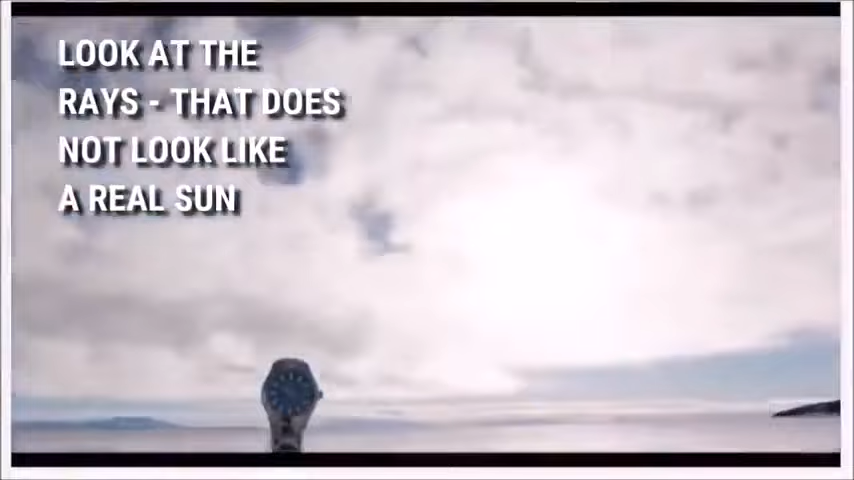 LOOK AT THE
RAYS - THAT DOES
NOT LOOK LIKE
A REAL SUN